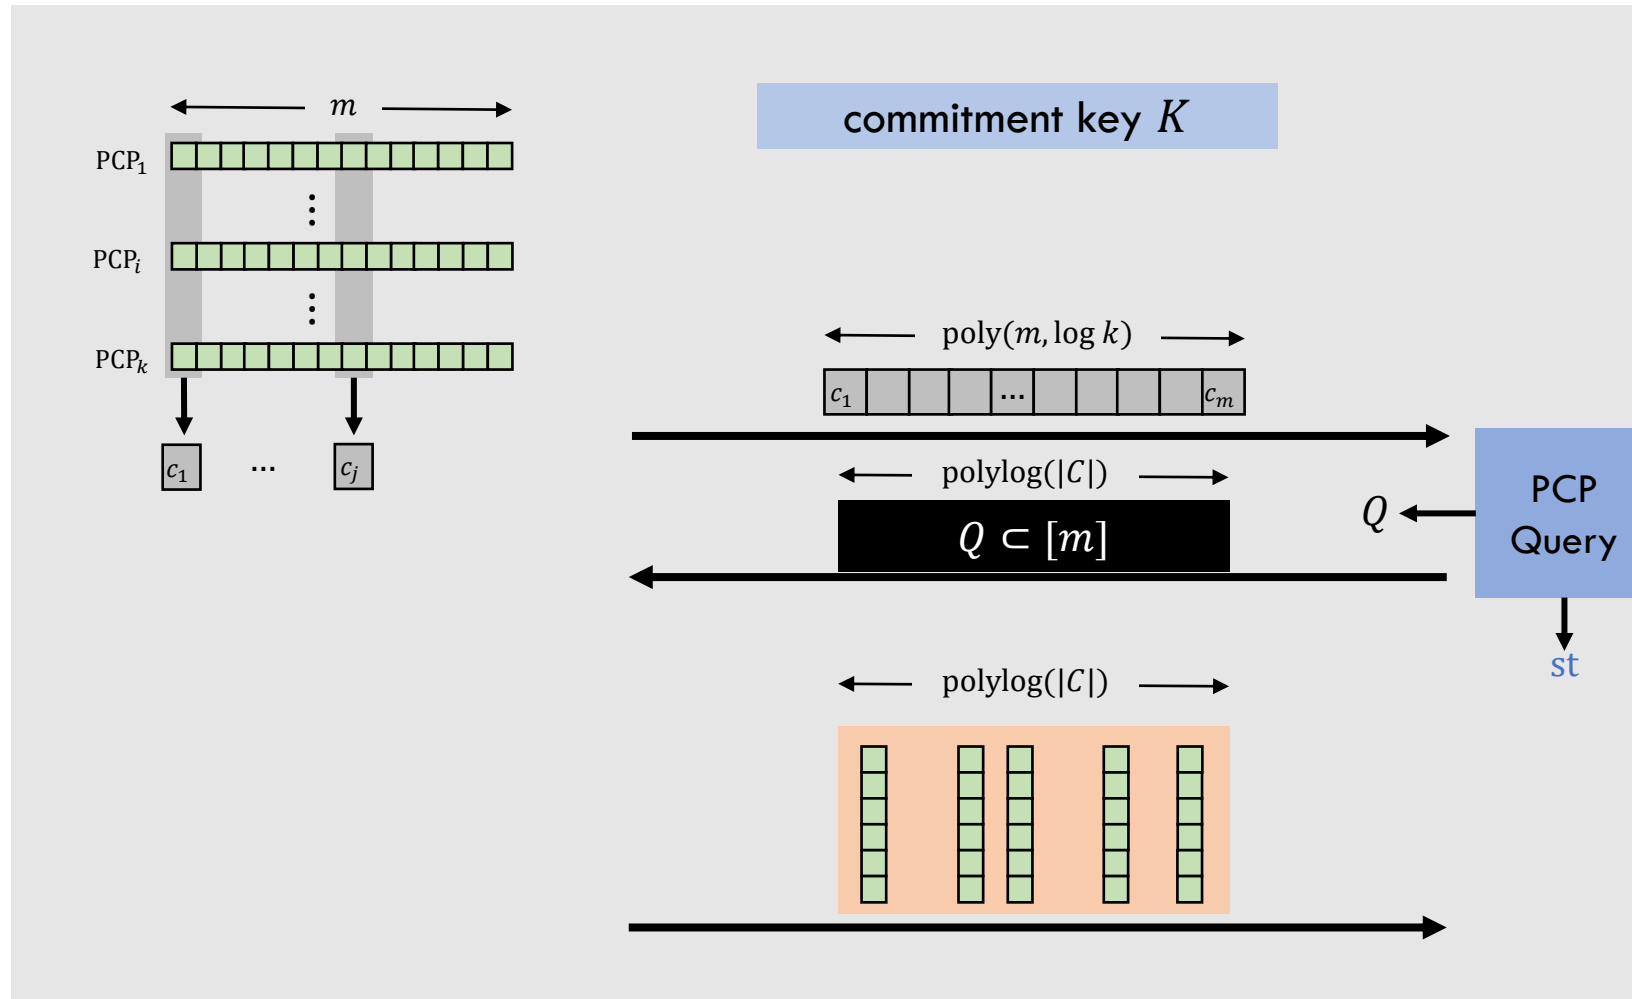 m
commitment key K
PCP₁
⋮
PCPᵢ
⋮
PCPₖ
c₁ ... cⱼ
poly(m, log k)
c₁ ... cₘ
polylog(|C|)
Q ⊂ [m]
Q
PCP
Query
st
polylog(|C|)